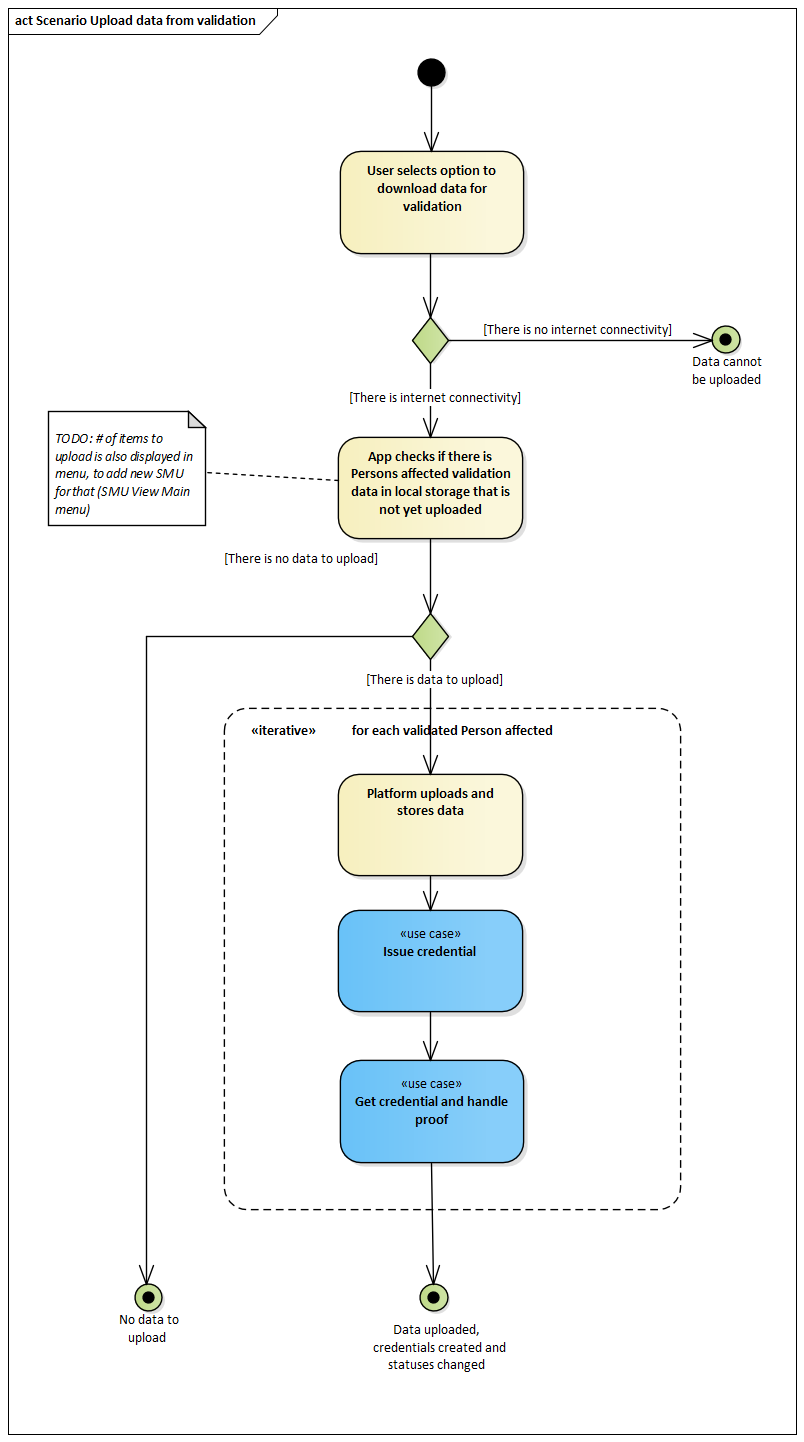 act Scenario Upload data from validation
User selects option to
download data for
validation
[There is no internet connectivity]
Data cannot
be uploaded
[There is internet connectivity]
TODO: # of items to
upload is also displayed in
menu, to add new SMU
for that (SMU View Main
menu)
App checks if there is
Persons affected validation
data in local storage that is
not yet uploaded
[There is no data to upload]
[There is data to upload]
«iterative» for each validated Person affected
Platform uploads and
stores data
«use case»
Issue credential
«use case»
Get credential and handle
proof
No data to
upload
Data uploaded,
credentials created and
statuses changed